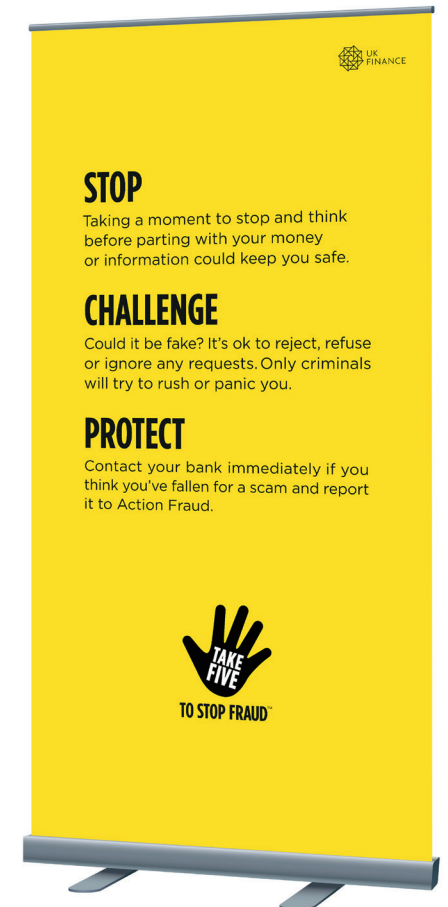 UK
FINANCE
STOP
Taking a moment to stop and think
before parting with your money
or information could keep you safe.
CHALLENGE
Could it be fake? It's ok to reject, refuse
or ignore any requests. Only criminals
will try to rush or panic you.
PROTECT
Contact your bank immediately if you
think you've fallen for a scam and report
it to Action Fraud.
TAKE
FIVE
TO STOP FRAUD™